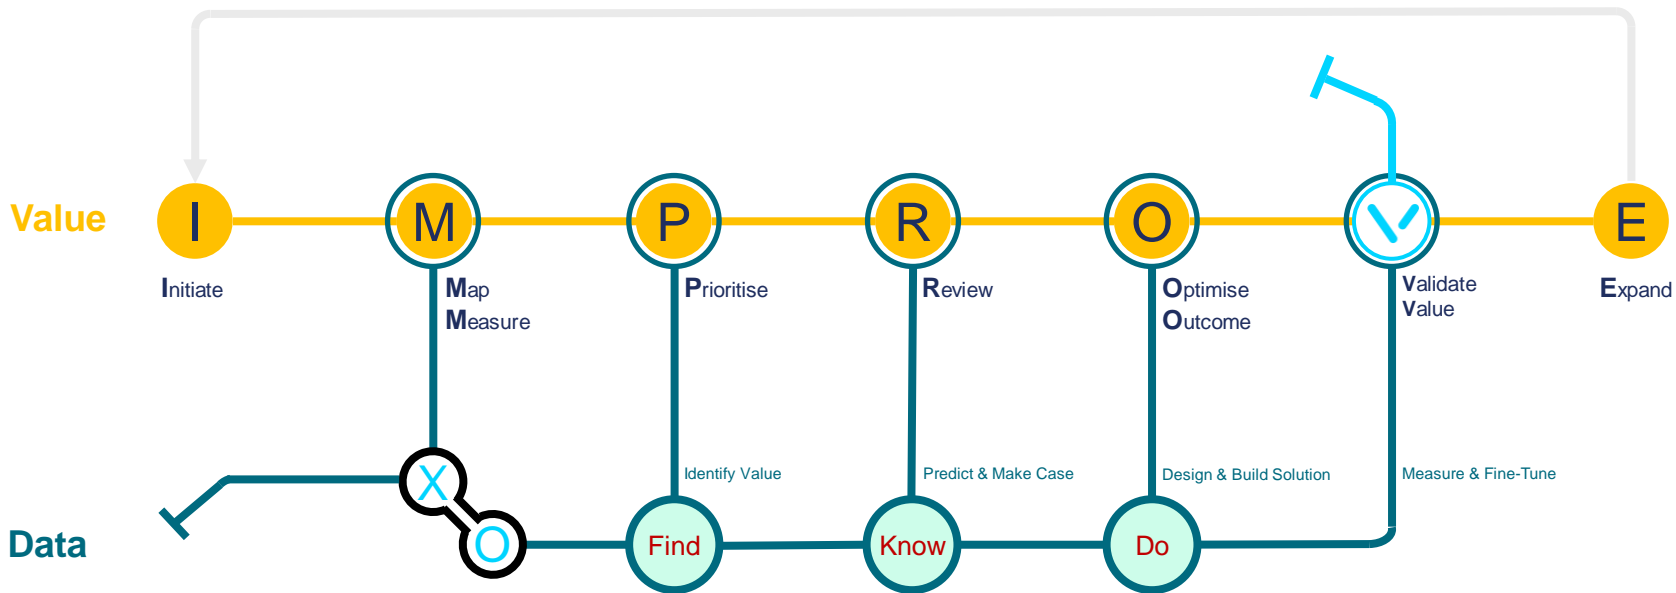 Value
I
M
P
R
O
V
E
Initiate
Map
Measure
Prioritise
Review
Optimise
Outcome
Validate
Value
Expand
X
Identify Value
Predict & Make Case
Design & Build Solution
Measure & Fine-Tune
Data
O
Find
Know
Do